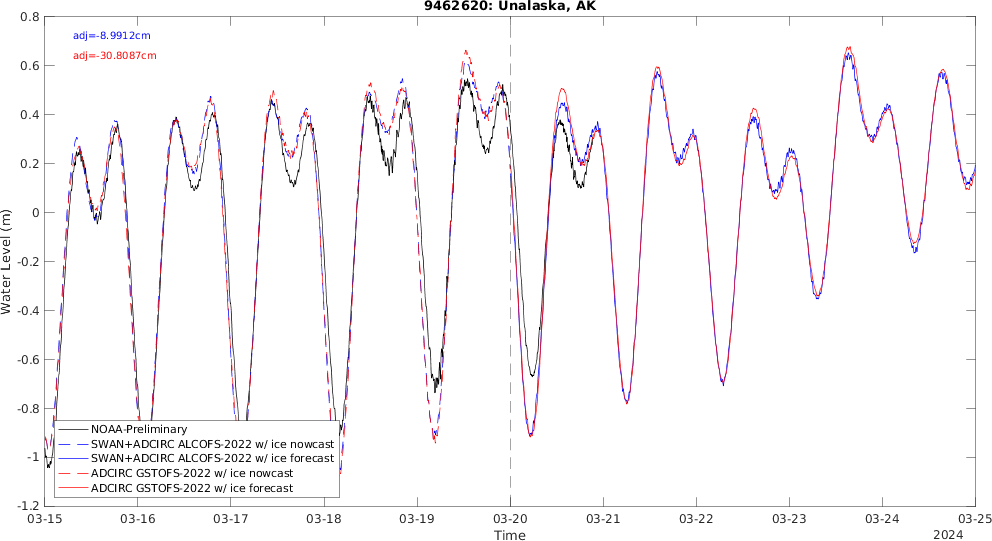 9462620: Unalaska, AK
0.8
adj=-8.9912cm
adj=-30.8087cm
0.6
0.4
0.2
0
-0.2
-0.4
-0.6
-0.8
-1
-1.2
Water Level (m)
NOAA-Preliminary
SWAN+ADCIRC ALCOFS-2022 w/ ice nowcast
SWAN+ADCIRC ALCOFS-2022 w/ ice forecast
ADCIRC GSTOFS-2022 w/ ice nowcast
ADCIRC GSTOFS-2022 w/ ice forecast
03-15 03-16 03-17 03-18 03-19 03-20 03-21 03-22 03-23 03-24 03-25
Time
2024